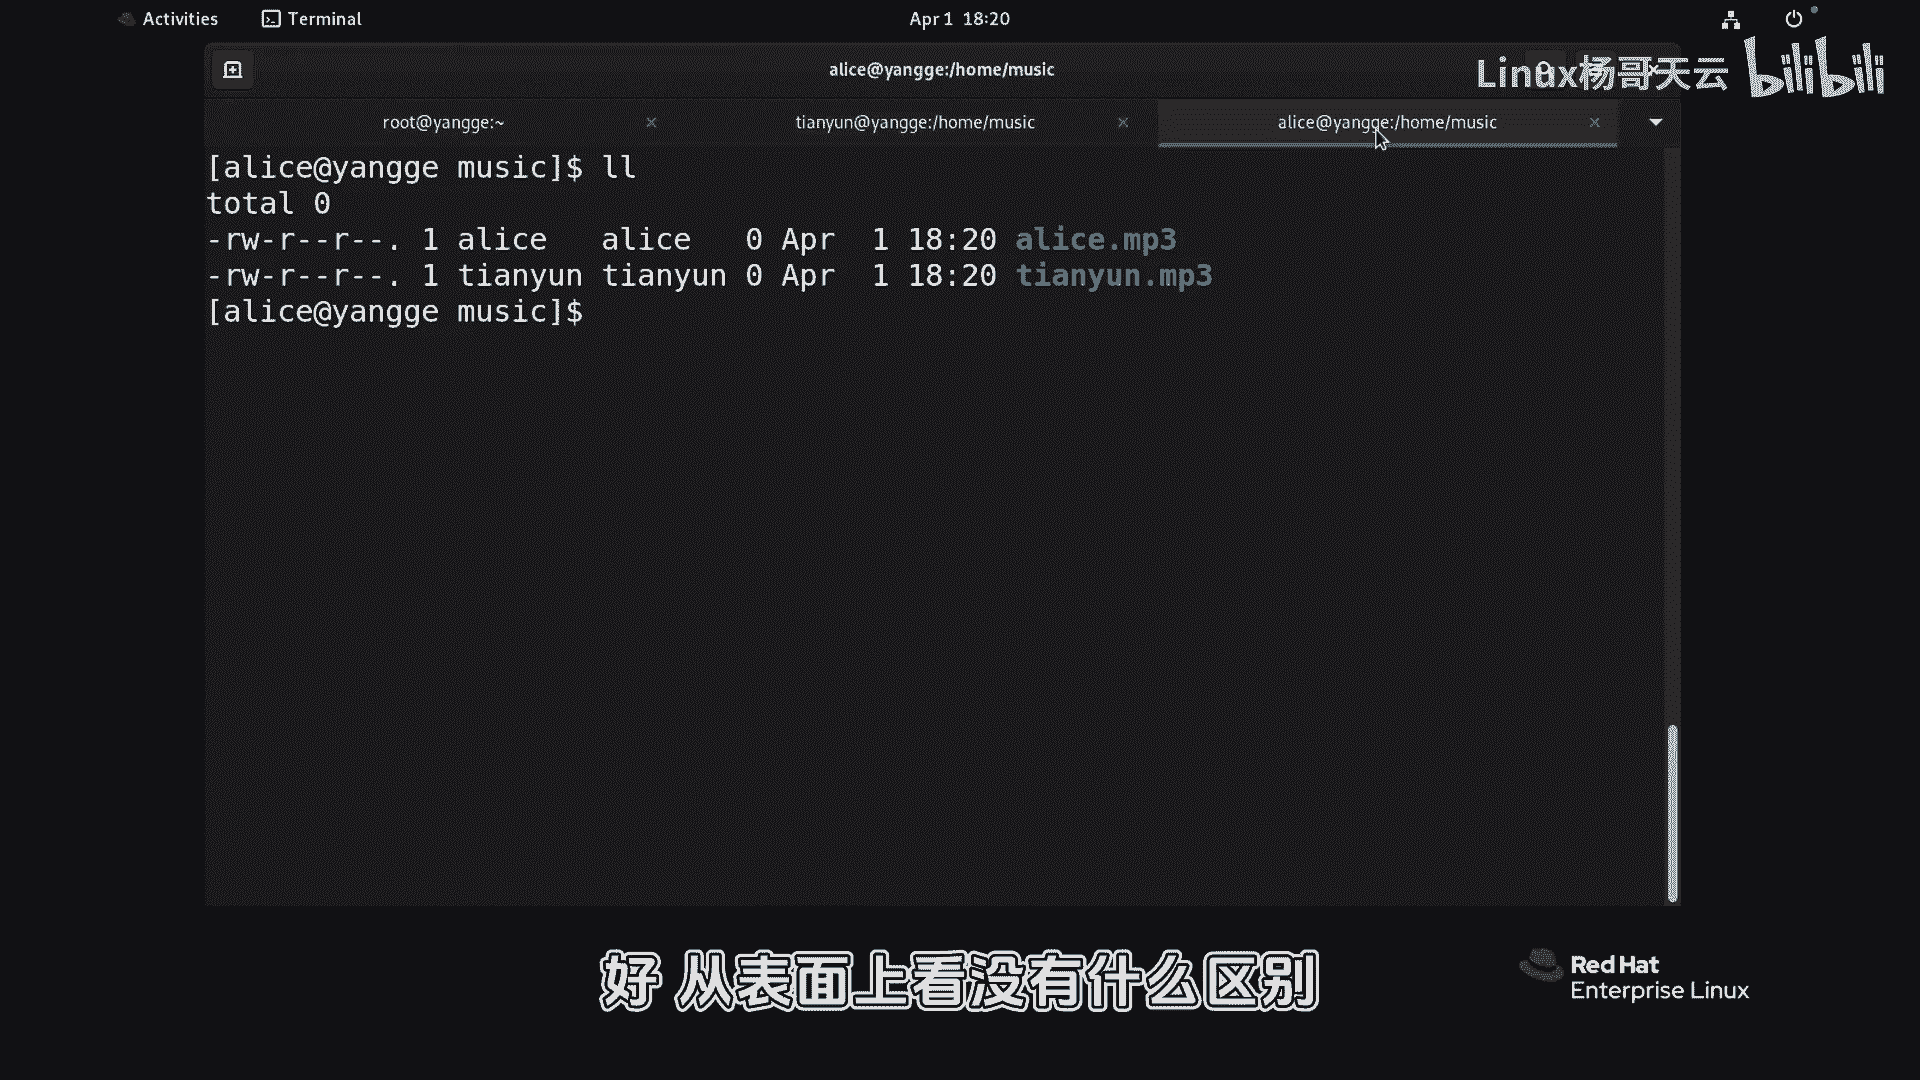 Activities Terminal Apr 1 18:20
alice@yangge:/home/music
Linux杨哥天云 bilibili
root@yangge:~ × tianyun@yangge:/home/music × alice@yangge:/home/music ×
[alice@yangge music]$ ll
total 0
-rw-r--r--. 1 alice   alice   0 Apr  1 18:20 alice.mp3
-rw-r--r--. 1 tianyun tianyun 0 Apr  1 18:20 tianyun.mp3
[alice@yangge music]$
好 从表面上看没有什么区别
Red Hat
Enterprise Linux